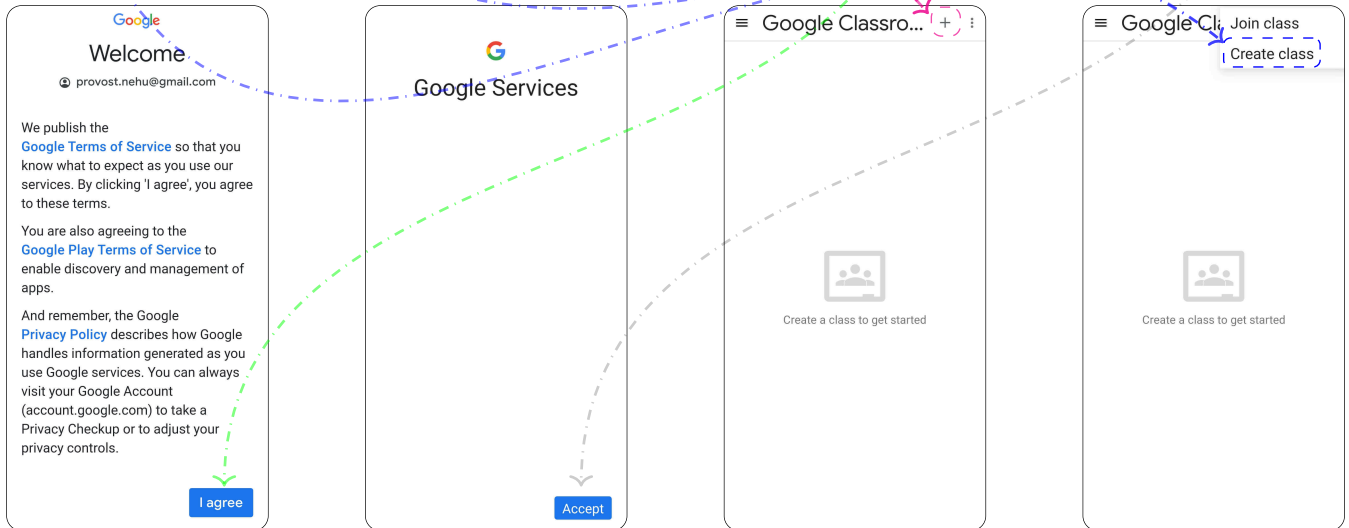 Google
Welcome
provost.nehu@gmail.com
We publish the
Google Terms of Service so that you
know what to expect as you use our
services. By clicking 'I agree', you agree
to these terms.
You are also agreeing to the
Google Play Terms of Service to
enable discovery and management of
apps.
And remember, the Google
Privacy Policy describes how Google
handles information generated as you
use Google services. You can always
visit your Google Account
(account.google.com) to take a
Privacy Checkup or to adjust your
privacy controls.
I agree
G
Google Services
Accept
Google Classro...
Create a class to get started
Google Cl
Join class
Create class
Create a class to get started